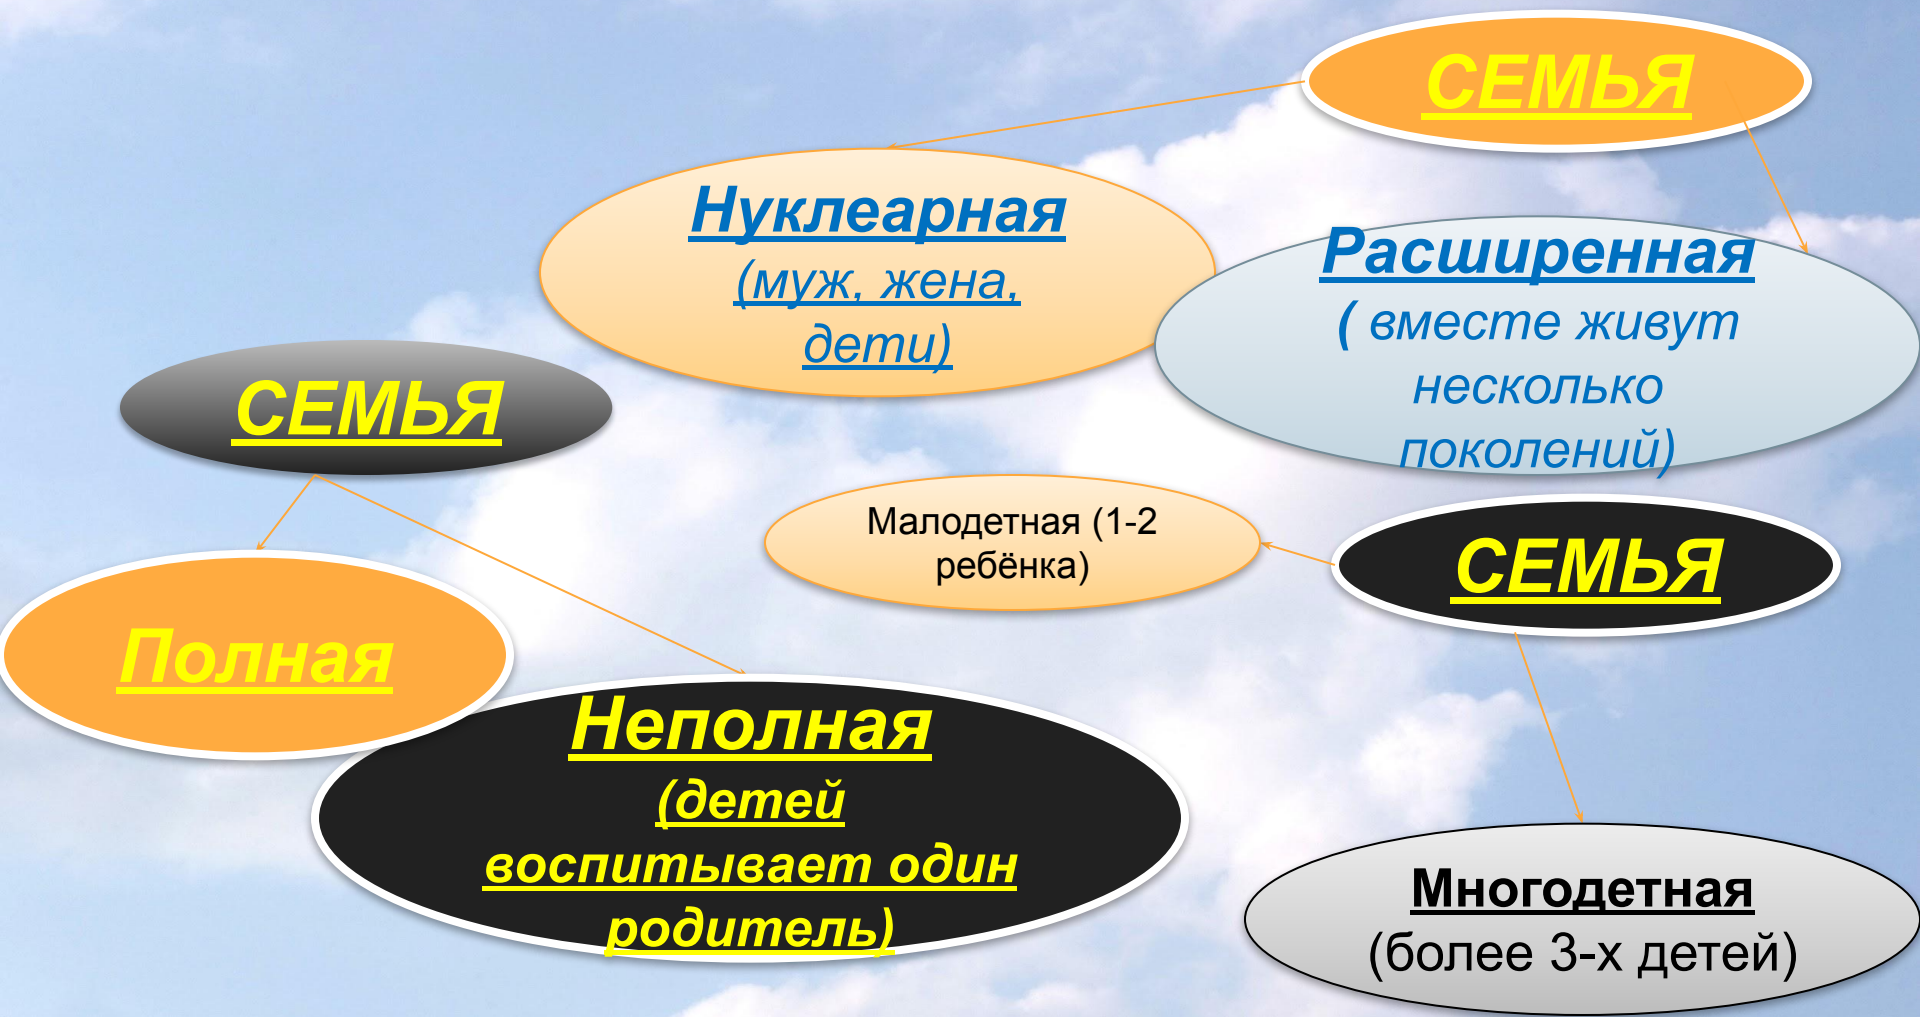 СЕМЬЯ
Нуклеарная
(муж, жена,
дети)
Расширенная
( вместе живут
несколько
поколений)
СЕМЬЯ
Полная
Неполная
(детей
воспитывает один
родитель)
СЕМЬЯ
Малодетная (1-2
ребёнка)
Многодетная
(более 3-х детей)